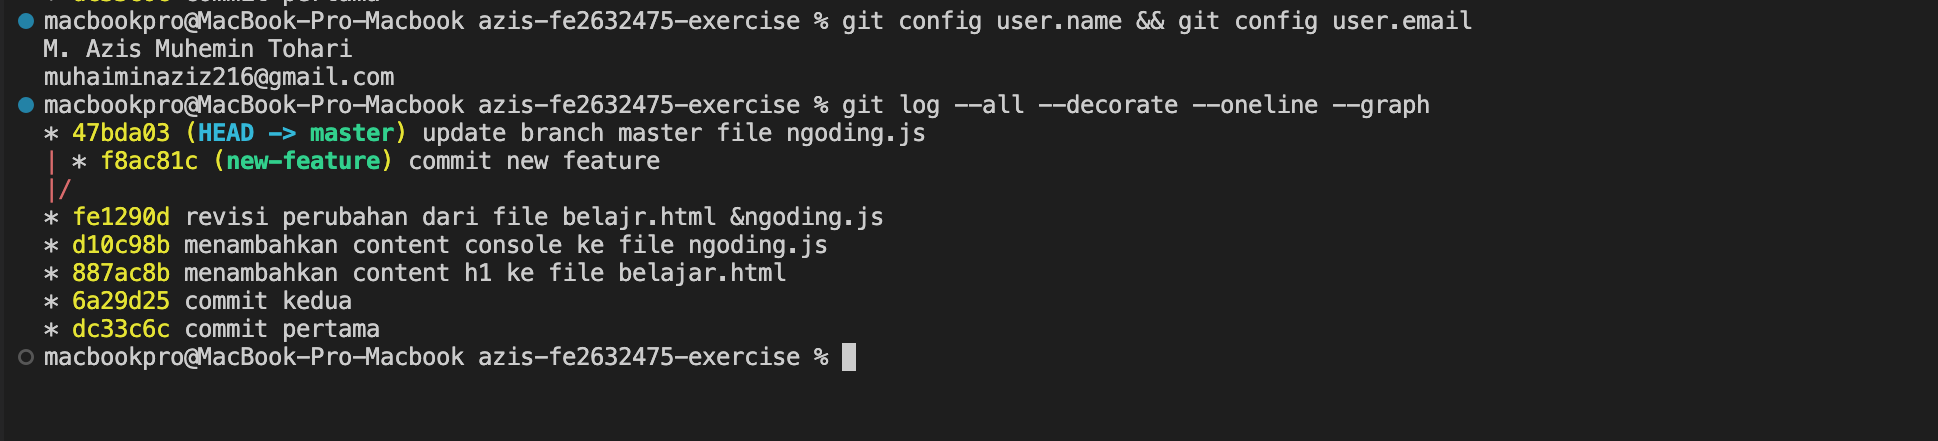 macbookpro@MacBook-Pro-Macbook azis-fe2632475-exercise % git config user.name && git config user.email
M. Azis Muhemin Tohari
muhaiminaziz216@gmail.com
macbookpro@MacBook-Pro-Macbook azis-fe2632475-exercise % git log --all --decorate --oneline --graph
* 47bda03 (HEAD -> master) update branch master file ngoding.js
| * f8ac81c (new-feature) commit new feature
|/
* fe1290d revisi perubahan dari file belajr.html &ngoding.js
* d10c98b menambahkan content console ke file ngoding.js
* 887ac8b menambahkan content h1 ke file belajar.html
* 6a29d25 commit kedua
* dc33c6c commit pertama
macbookpro@MacBook-Pro-Macbook azis-fe2632475-exercise %